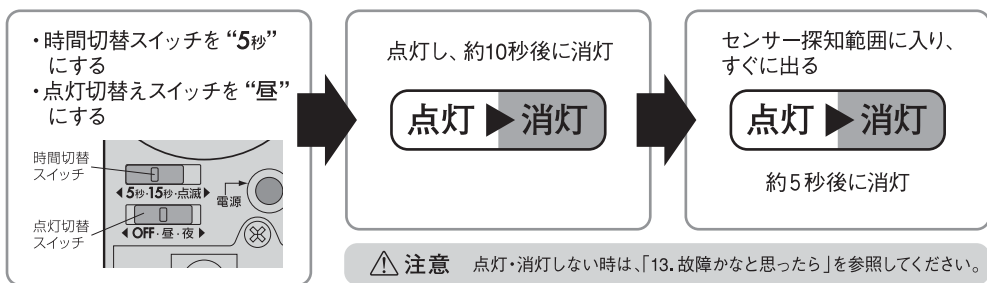 ・時間切替スイッチを“5秒”
にする
・点灯切替えスイッチを“昼”
にする
時間切替
スイッチ
◀5秒・15秒・点滅▶
電源
点灯切替
スイッチ
◀OFF・昼・夜▶
点灯し、約10秒後に消灯
点灯▶消灯
センサー探知範囲に入り、
すぐに出る
点灯▶消灯
約5秒後に消灯
注意 点灯・消灯しない時は、「13.故障かなと思ったら」を参照してください。